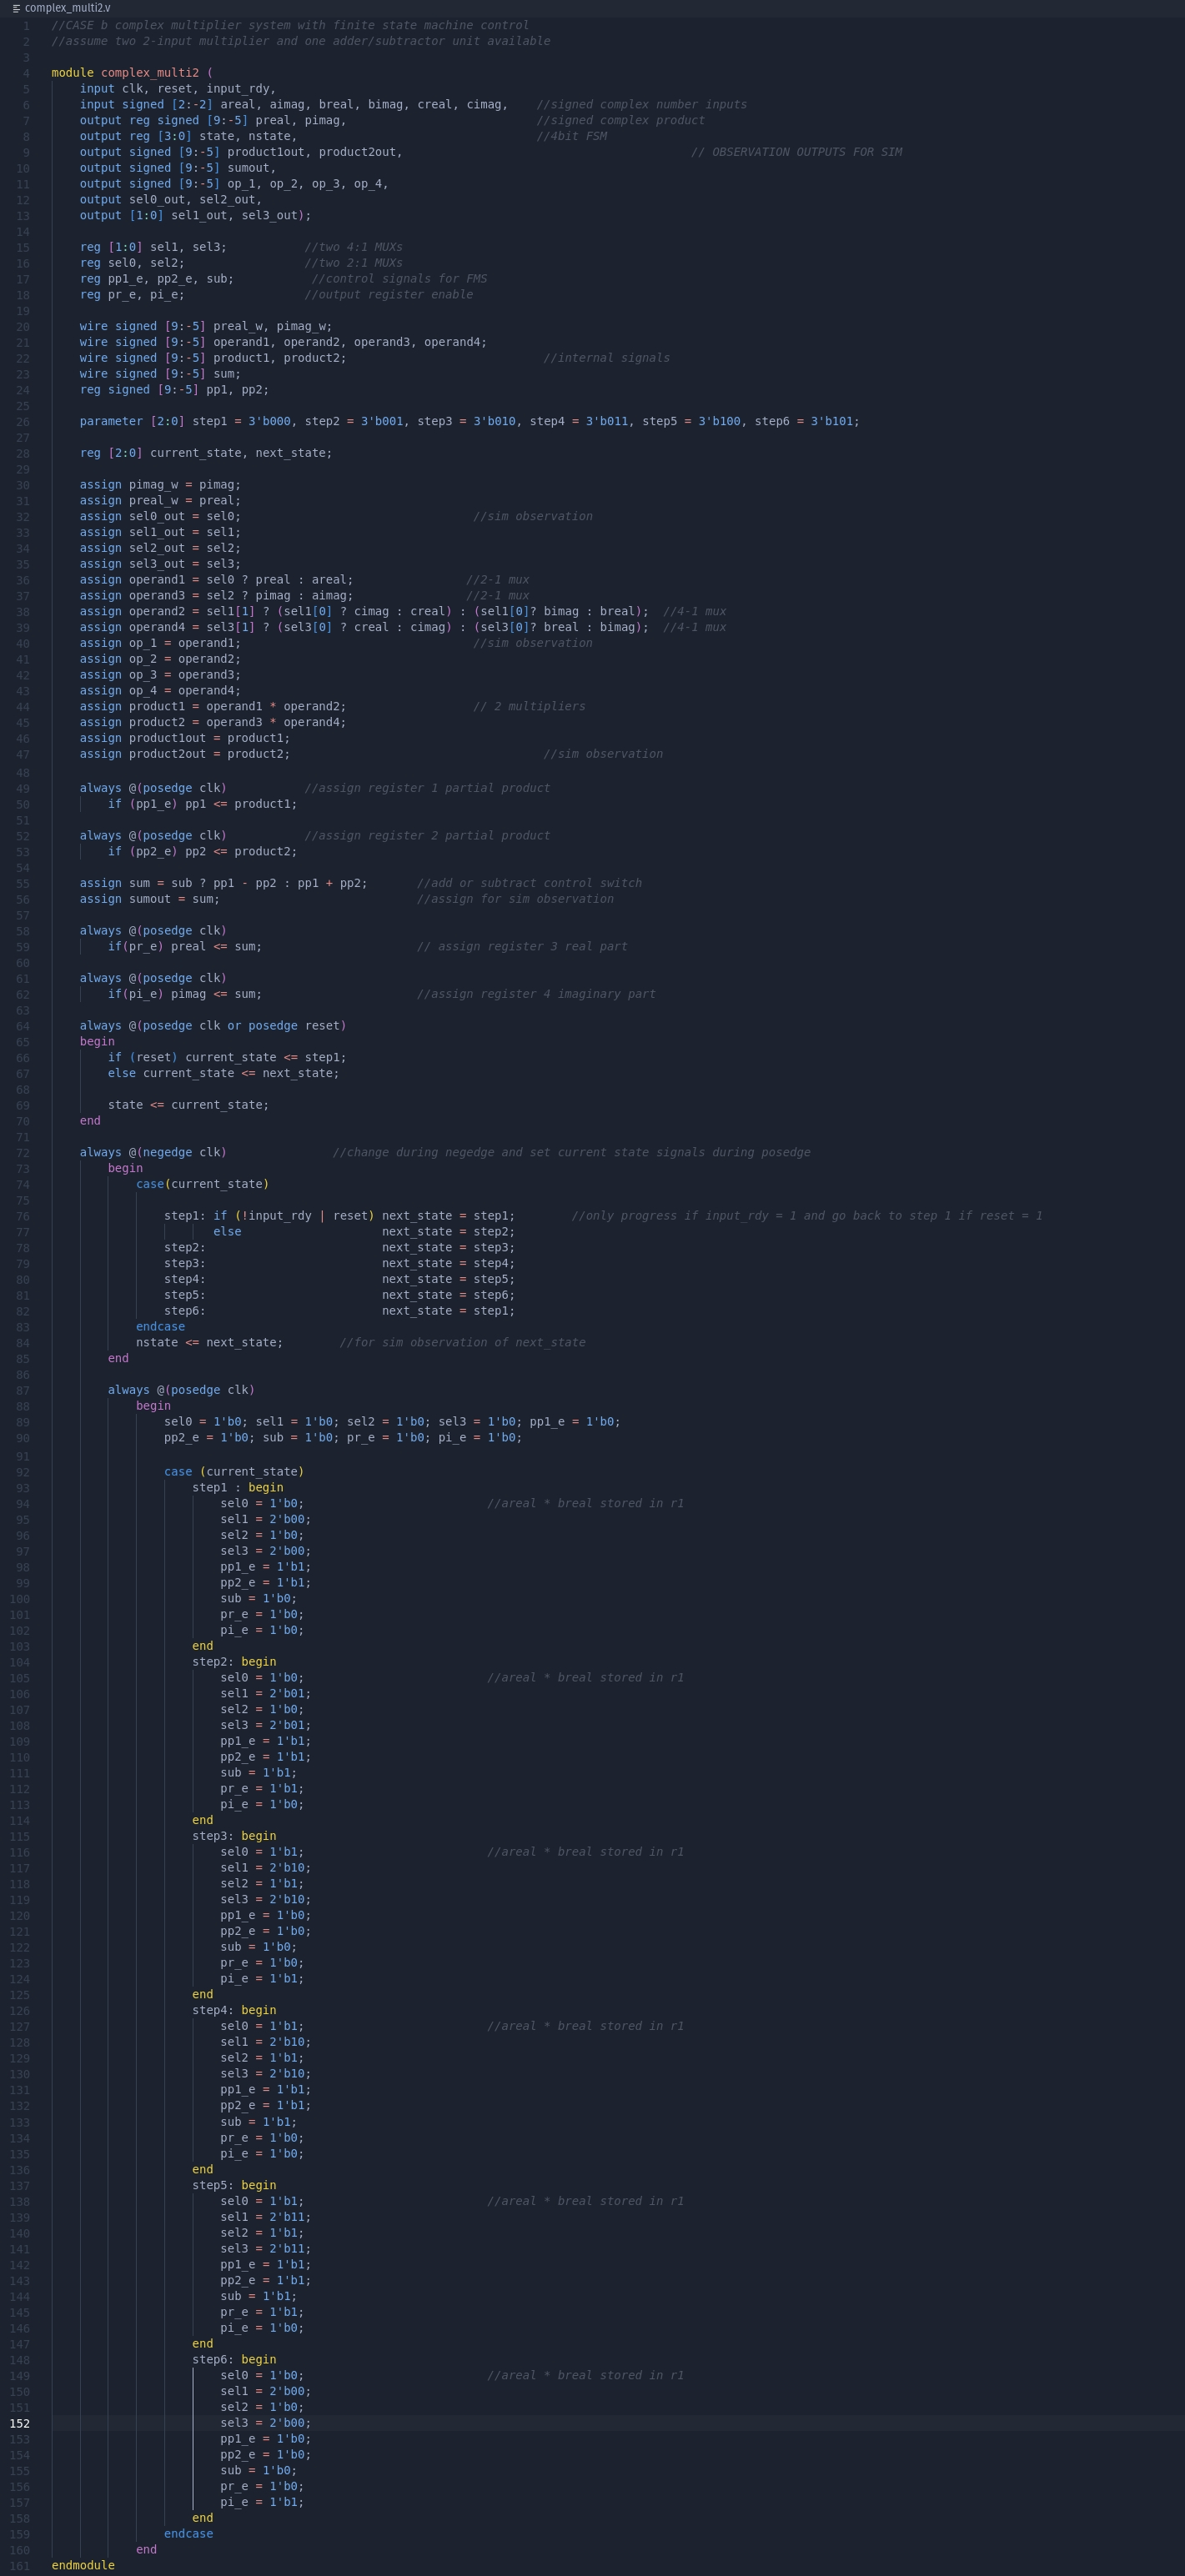 complex_multi2.v
1 //CASE b complex multiplier system with finite state machine control
2 //assume two 2-input multiplier and one adder/subtractor unit available
3
4 module complex_multi2 (
5     input clk, reset, input_rdy,
6     input signed [2:-2] areal, aimag, breal, bimag, creal, cimag,    //signed complex number inputs
7     output reg signed [9:-5] preal, pimag,                           //signed complex product
8     output reg [3:0] state, nstate,                                  //4bit FSM
9     output signed [9:-5] product1out, product2out,                                         // OBSERVATION OUTPUTS FOR SIM
10     output signed [9:-5] sumout,
11     output signed [9:-5] op_1, op_2, op_3, op_4,
12     output sel0_out, sel2_out,
13     output [1:0] sel1_out, sel3_out);
14
15     reg [1:0] sel1, sel3;           //two 4:1 MUXs
16     reg sel0, sel2;                 //two 2:1 MUXs
17     reg pp1_e, pp2_e, sub;           //control signals for FMS
18     reg pr_e, pi_e;                 //output register enable
19
20     wire signed [9:-5] preal_w, pimag_w;
21     wire signed [9:-5] operand1, operand2, operand3, operand4;
22     wire signed [9:-5] product1, product2;                            //internal signals
23     wire signed [9:-5] sum;
24     reg signed [9:-5] pp1, pp2;
25
26     parameter [2:0] step1 = 3'b000, step2 = 3'b001, step3 = 3'b010, step4 = 3'b011, step5 = 3'b100, step6 = 3'b101;
27
28     reg [2:0] current_state, next_state;
29
30     assign pimag_w = pimag;
31     assign preal_w = preal;
32     assign sel0_out = sel0;                                 //sim observation
33     assign sel1_out = sel1;
34     assign sel2_out = sel2;
35     assign sel3_out = sel3;
36     assign operand1 = sel0 ? preal : areal;                //2-1 mux
37     assign operand3 = sel2 ? pimag : aimag;                //2-1 mux
38     assign operand2 = sel1[1] ? (sel1[0] ? cimag : creal) : (sel1[0]? bimag : breal);  //4-1 mux
39     assign operand4 = sel3[1] ? (sel3[0] ? creal : cimag) : (sel3[0]? breal : bimag);  //4-1 mux
40     assign op_1 = operand1;                                 //sim observation
41     assign op_2 = operand2;
42     assign op_3 = operand3;
43     assign op_4 = operand4;
44     assign product1 = operand1 * operand2;                  // 2 multipliers
45     assign product2 = operand3 * operand4;
46     assign product1out = product1;
47     assign product2out = product2;                                    //sim observation
48
49     always @(posedge clk)           //assign register 1 partial product
50         if (pp1_e) pp1 <= product1;
51
52     always @(posedge clk)           //assign register 2 partial product
53         if (pp2_e) pp2 <= product2;
54
55     assign sum = sub ? pp1 - pp2 : pp1 + pp2;       //add or subtract control switch
56     assign sumout = sum;                            //assign for sim observation
57
58     always @(posedge clk)
59         if(pr_e) preal <= sum;                      // assign register 3 real part
60
61     always @(posedge clk)
62         if(pi_e) pimag <= sum;                      //assign register 4 imaginary part
63
64     always @(posedge clk or posedge reset)
65     begin
66         if (reset) current_state <= step1;
67         else current_state <= next_state;
68
69         state <= current_state;
70     end
71
72     always @(negedge clk)               //change during negedge and set current state signals during posedge
73         begin
74             case(current_state)
75
76                 step1: if (!input_rdy | reset) next_state = step1;        //only progress if input_rdy = 1 and go back to step 1 if reset = 1
77                        else                    next_state = step2;
78                 step2:                         next_state = step3;
79                 step3:                         next_state = step4;
80                 step4:                         next_state = step5;
81                 step5:                         next_state = step6;
82                 step6:                         next_state = step1;
83             endcase
84             nstate <= next_state;        //for sim observation of next_state
85         end
86
87         always @(posedge clk)
88             begin
89                 sel0 = 1'b0; sel1 = 1'b0; sel2 = 1'b0; sel3 = 1'b0; pp1_e = 1'b0;
90                 pp2_e = 1'b0; sub = 1'b0; pr_e = 1'b0; pi_e = 1'b0;
91
92                 case (current_state)
93                     step1 : begin
94                         sel0 = 1'b0;                          //areal * breal stored in r1
95                         sel1 = 2'b00;
96                         sel2 = 1'b0;
97                         sel3 = 2'b00;
98                         pp1_e = 1'b1;
99                         pp2_e = 1'b1;
100                         sub = 1'b0;
101                         pr_e = 1'b0;
102                         pi_e = 1'b0;
103                     end
104                     step2: begin
105                         sel0 = 1'b0;                          //areal * breal stored in r1
106                         sel1 = 2'b01;
107                         sel2 = 1'b0;
108                         sel3 = 2'b01;
109                         pp1_e = 1'b1;
110                         pp2_e = 1'b1;
111                         sub = 1'b1;
112                         pr_e = 1'b1;
113                         pi_e = 1'b0;
114                     end
115                     step3: begin
116                         sel0 = 1'b1;                          //areal * breal stored in r1
117                         sel1 = 2'b10;
118                         sel2 = 1'b1;
119                         sel3 = 2'b10;
120                         pp1_e = 1'b0;
121                         pp2_e = 1'b0;
122                         sub = 1'b0;
123                         pr_e = 1'b0;
124                         pi_e = 1'b1;
125                     end
126                     step4: begin
127                         sel0 = 1'b1;                          //areal * breal stored in r1
128                         sel1 = 2'b10;
129                         sel2 = 1'b1;
130                         sel3 = 2'b10;
131                         pp1_e = 1'b1;
132                         pp2_e = 1'b1;
133                         sub = 1'b1;
134                         pr_e = 1'b0;
135                         pi_e = 1'b0;
136                     end
137                     step5: begin
138                         sel0 = 1'b1;                          //areal * breal stored in r1
139                         sel1 = 2'b11;
140                         sel2 = 1'b1;
141                         sel3 = 2'b11;
142                         pp1_e = 1'b1;
143                         pp2_e = 1'b1;
144                         sub = 1'b1;
145                         pr_e = 1'b1;
146                         pi_e = 1'b0;
147                     end
148                     step6: begin
149                         sel0 = 1'b0;                          //areal * breal stored in r1
150                         sel1 = 2'b00;
151                         sel2 = 1'b0;
152                         sel3 = 2'b00;
153                         pp1_e = 1'b0;
154                         pp2_e = 1'b0;
155                         sub = 1'b0;
156                         pr_e = 1'b0;
157                         pi_e = 1'b1;
158                     end
159                 endcase
160             end
161 endmodule